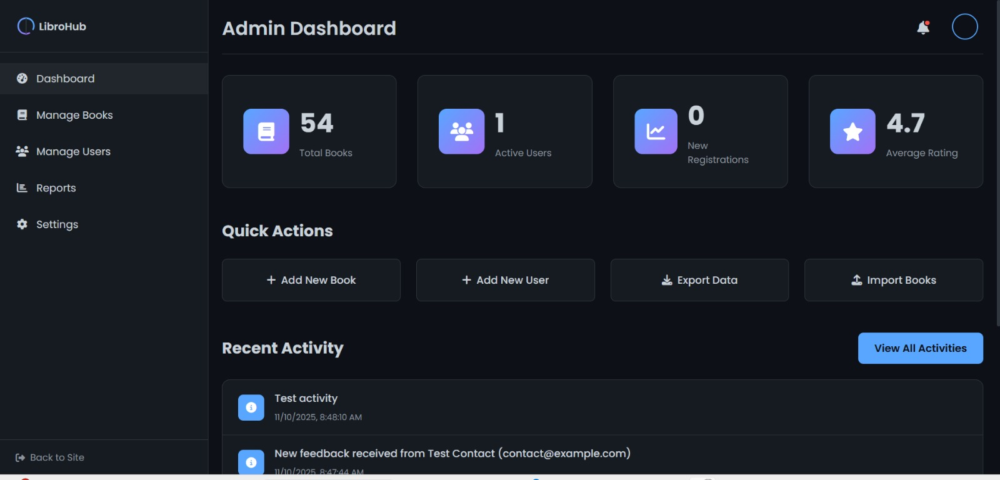 LibroHub
Dashboard
Manage Books
Manage Users
Reports
Settings
Back to Site
Admin Dashboard
54
Total Books
1
Active Users
0
New
Registrations
4.7
Average Rating
Quick Actions
Add New Book
Add New User
Export Data
Import Books
Recent Activity
View All Activities
Test activity
11/10/2025, 8:48:10 AM
New feedback received from Test Contact (contact@example.com)
11/10/2025, 8:47:44 AM